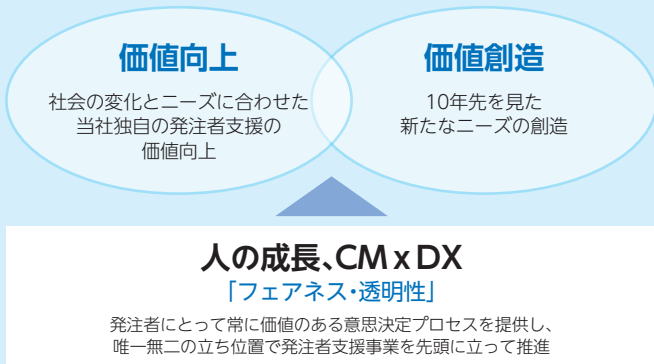 価値向上
社会の変化とニーズに合わせた
当社独自の発注者支援の
価値向上
価値創造
10年先を見た
新たなニーズの創造
人の成長、CM x DX
「フェアネス・透明性」
発注者にとって常に価値のある意思決定プロセスを提供し、
唯一無二の立ち位置で発注者支援事業を先頭に立って推進